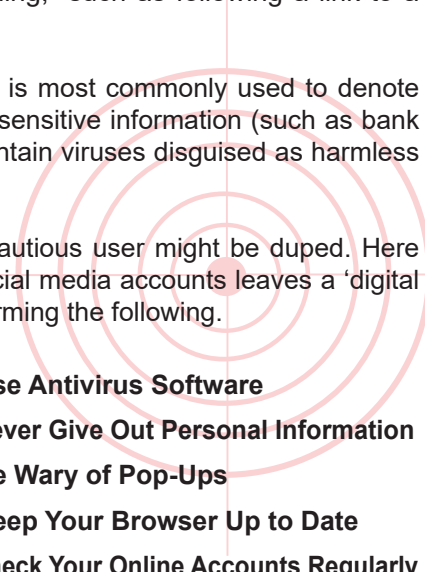 such as following a link to a
is most commonly used to denote
sensitive information (such as bank
ntain viruses disguised as harmless
autious user might be duped. Here
cial media accounts leaves a ‘digital
rming the following.
se Antivirus Software
ever Give Out Personal Information
e Wary of Pop-Ups
eep Your Browser Up to Date
heck Your Online Accounts Regularly